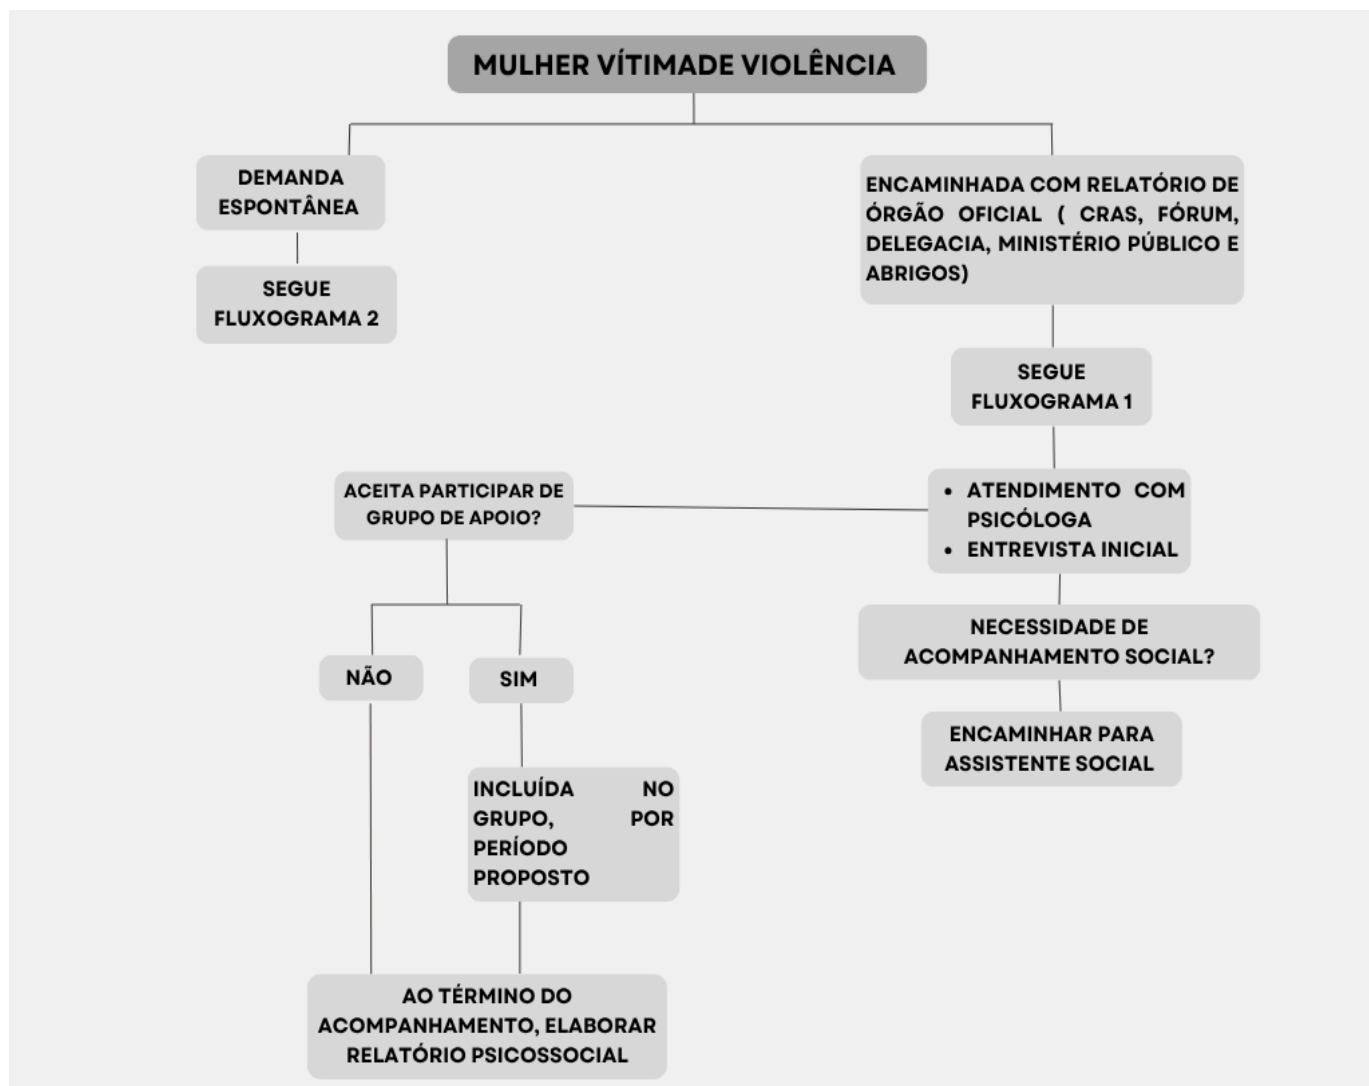 MULHER VÍTIMADE VIOLÊNCIA
DEMANDA
ESPONTÂNEA
SEGUE
FLUXOGRAMA 2
ENCAMINHADA COM RELATÓRIO DE
ÓRGÃO OFICIAL ( CRAS, FÓRUM,
DELEGACIA, MINISTÉRIO PÚBLICO E
ABRIGOS)
SEGUE
FLUXOGRAMA 1
• ATENDIMENTO COM
PSICÓLOGA
• ENTREVISTA INICIAL
NECESSIDADE DE
ACOMPANHAMENTO SOCIAL?
ENCAMINHAR PARA
ASSISTENTE SOCIAL
ACEITA PARTICIPAR DE
GRUPO DE APOIO?
NÃO
SIM
INCLUÍDA NO
GRUPO, POR
PERÍODO
PROPOSTO
AO TÉRMINO DO
ACOMPANHAMENTO, ELABORAR
RELATÓRIO PSICOSSOCIAL